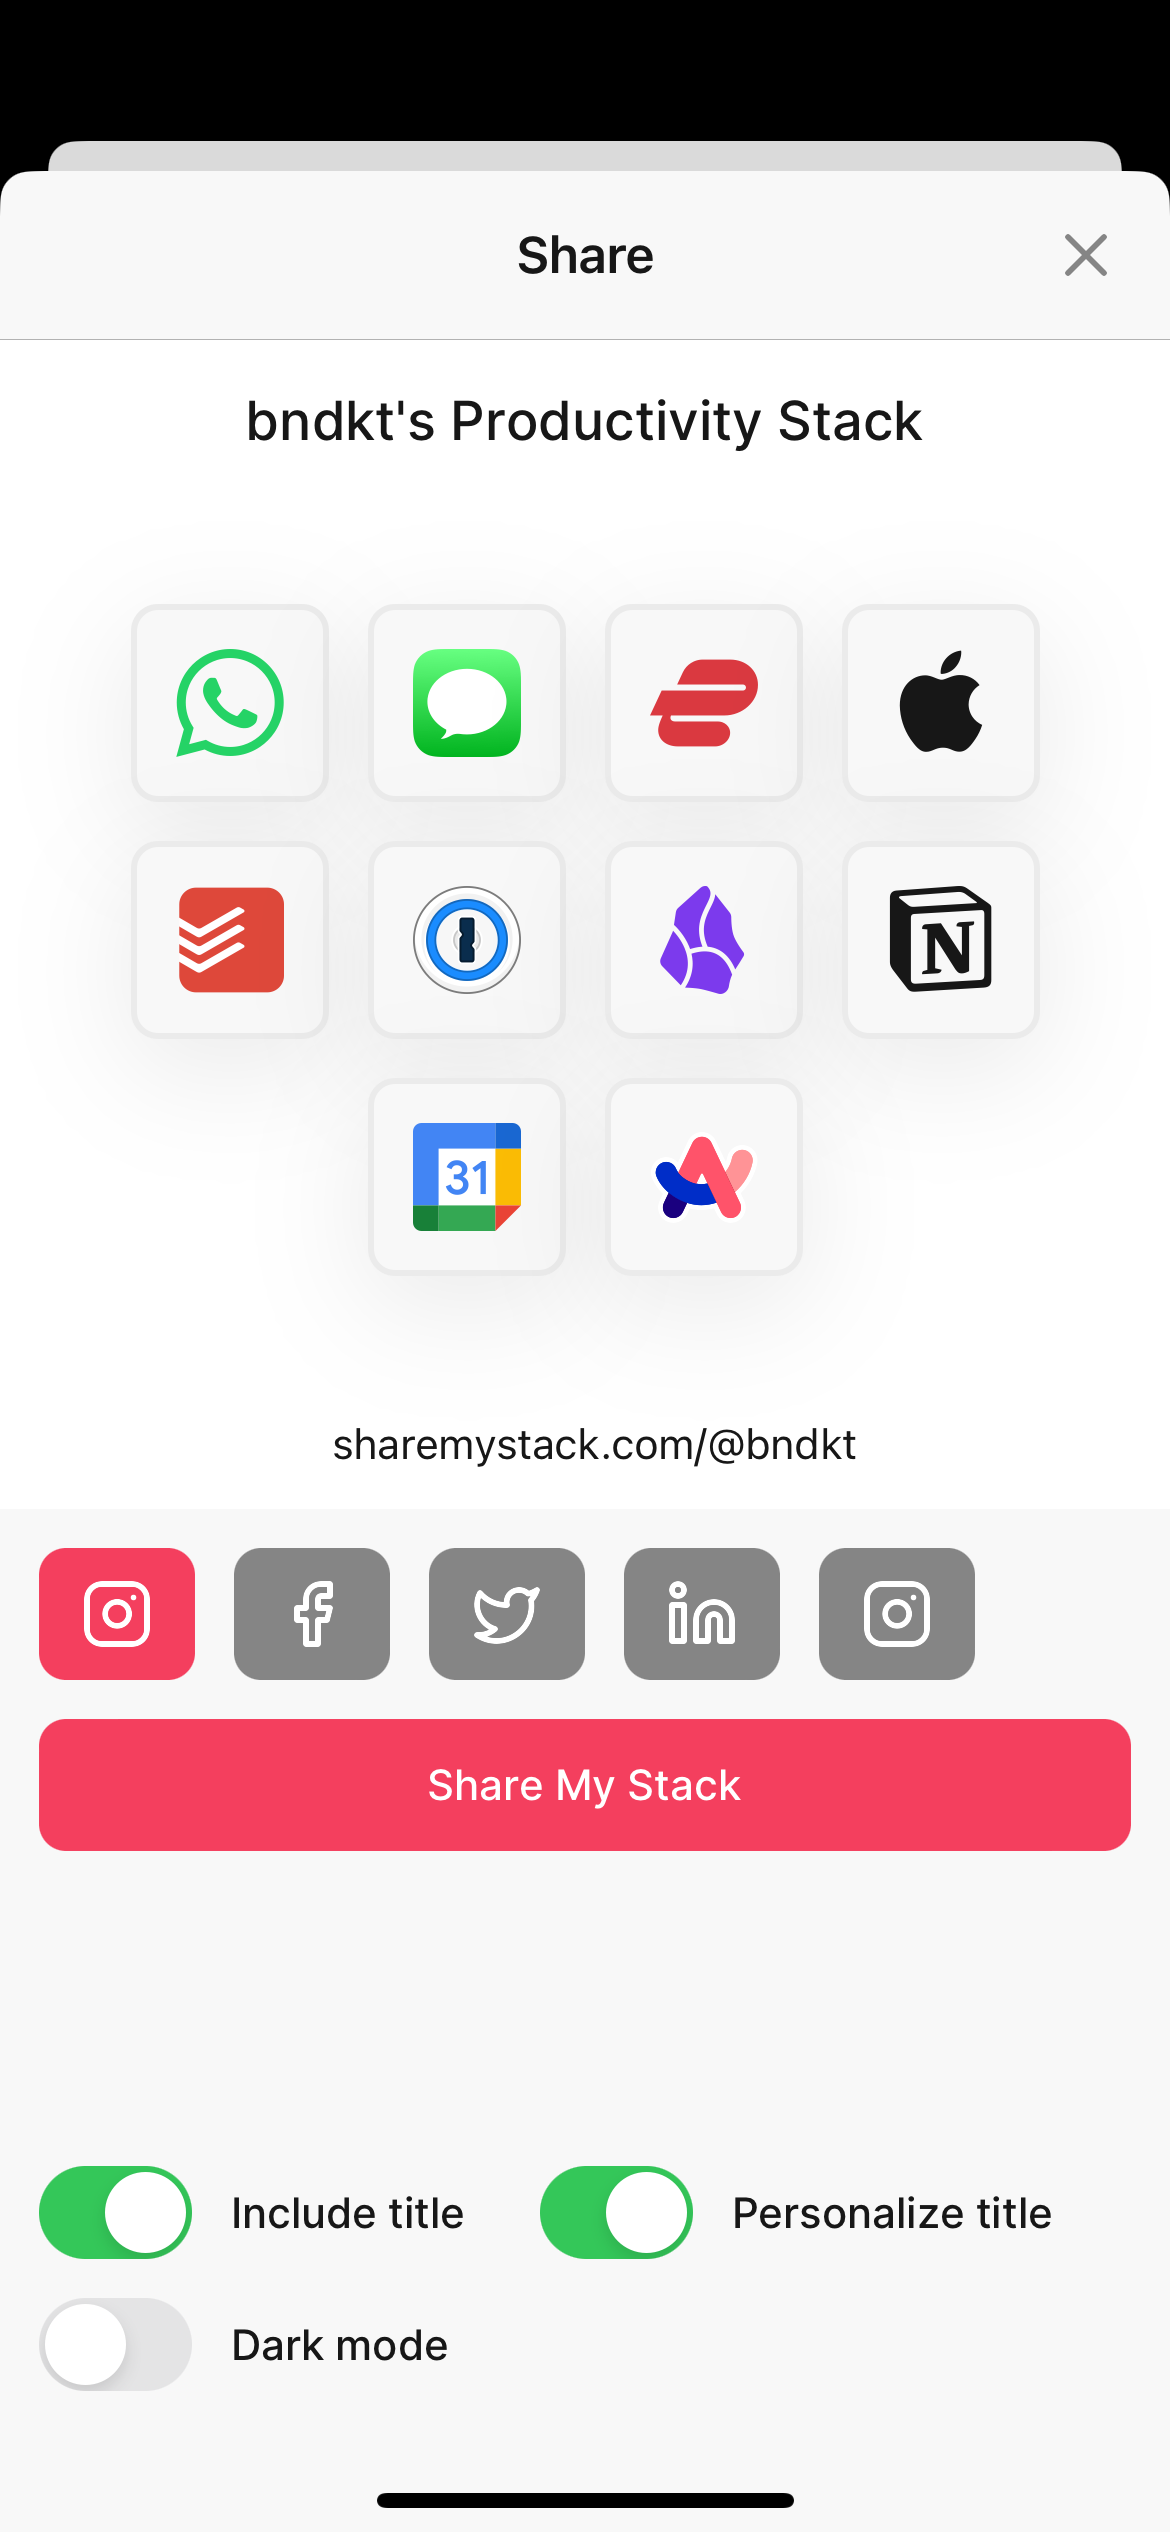 Share
bndkt's Productivity Stack
N
31
sharemystack.com/@bndkt
Share My Stack
Include title
Personalize title
Dark mode